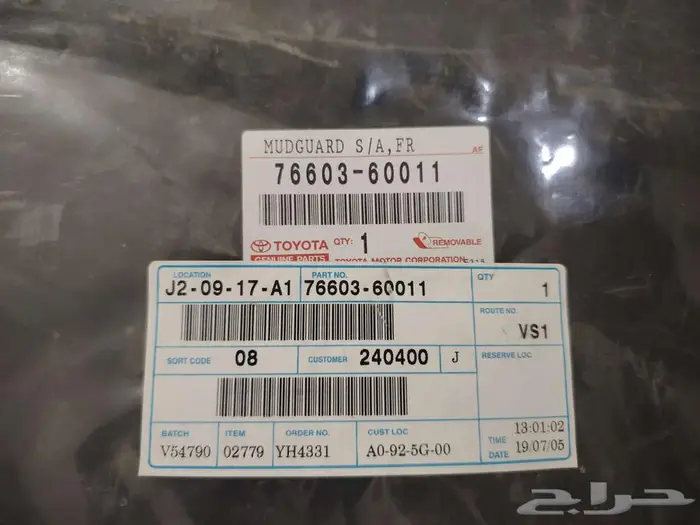 MUDGUARD S/A,FR
AF
76603-60011
TOYOTA QTY: 1 REMOVABLE
GENUINE PARTS TOYOTA MOTOR CORPORATION
LOCATION PART NO. QTY
J2-09-17-A1 76603-60011 1
ROUTE NO.
VS1
SORT CODE 08 CUSTOMER 240400 J RESERVE LOC
BATCH ITEM ORDER NO. CUST LOC TIME 13:01:02
V54790 02779 YH4331 A0-92-5G-00 DATE 19/07/05
حراج